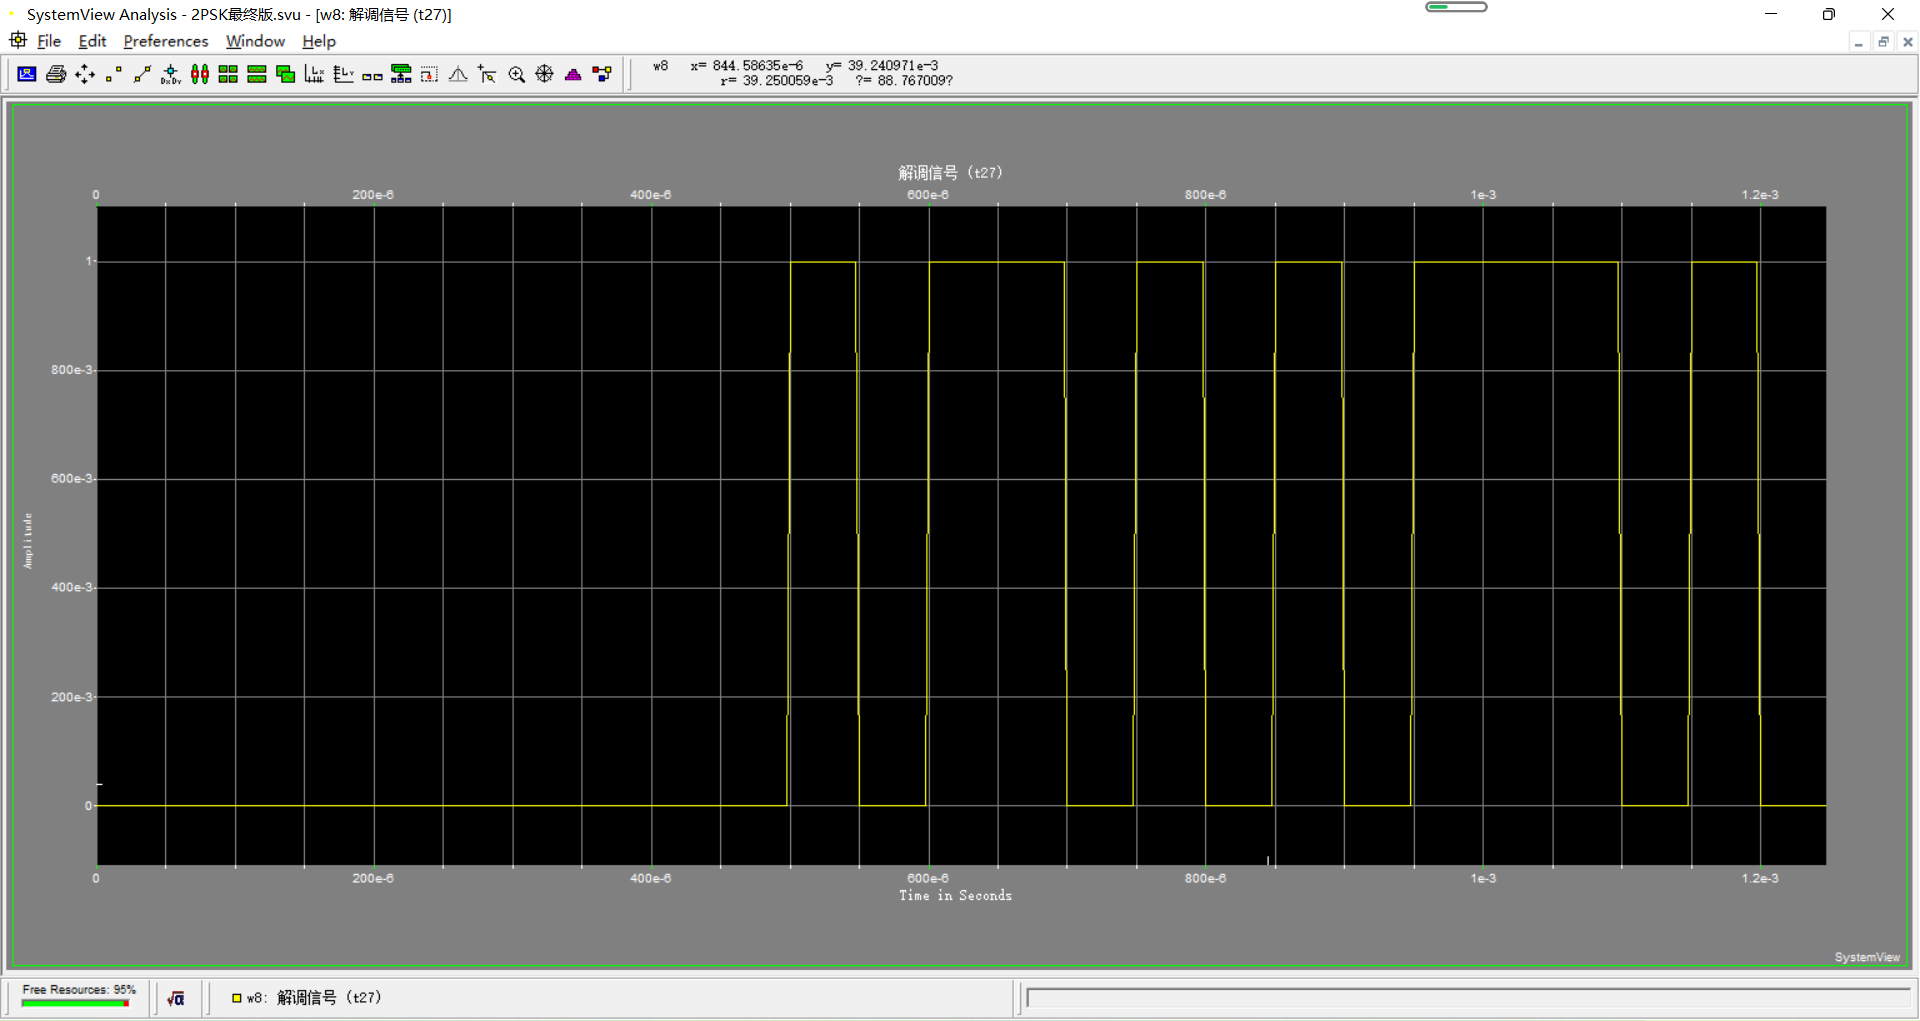 SystemView Analysis - 2PSK最终版.svu - [w8: 解调信号 (t27)]
File Edit Preferences Window Help
w8 x= 844.58635e-6 y= 39.240971e-3
r= 39.250059e-3 ?= 88.767009?
解调信号 (t27)
0 200e-6 400e-6 600e-6 800e-6 1e-3 1.2e-3
1
800e-3
600e-3
Amplitude
400e-3
200e-3
0
0 200e-6 400e-6 600e-6 800e-6 1e-3 1.2e-3
Time in Seconds
SystemView
Free Resources: 95%
√α
w8: 解调信号 (t27)